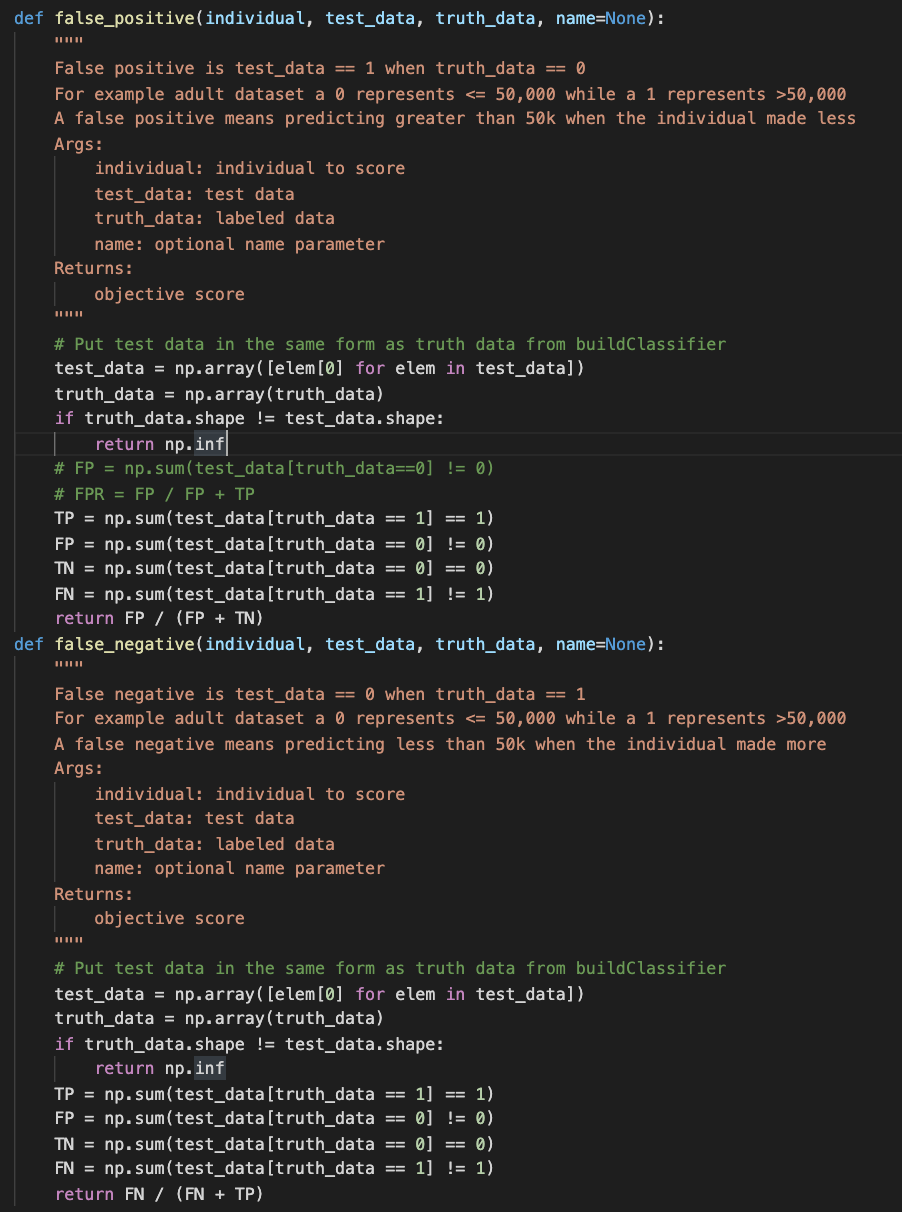 def false_positive(individual, test_data, truth_data, name=None):
    """
    False positive is test_data == 1 when truth_data == 0
    For example adult dataset a 0 represents <= 50,000 while a 1 represents >50,000
    A false positive means predicting greater than 50k when the individual made less
    Args:
        individual: individual to score
        test_data: test data
        truth_data: labeled data
        name: optional name parameter
    Returns:
        objective score
    """
    # Put test data in the same form as truth data from buildClassifier
    test_data = np.array([elem[0] for elem in test_data])
    truth_data = np.array(truth_data)
    if truth_data.shape != test_data.shape:
        return np.inf
    # FP = np.sum(test_data[truth_data==0] != 0)
    # FPR = FP / FP + TP
    TP = np.sum(test_data[truth_data == 1] == 1)
    FP = np.sum(test_data[truth_data == 0] != 0)
    TN = np.sum(test_data[truth_data == 0] == 0)
    FN = np.sum(test_data[truth_data == 1] != 1)
    return FP / (FP + TN)
def false_negative(individual, test_data, truth_data, name=None):
    """
    False negative is test_data == 0 when truth_data == 1
    For example adult dataset a 0 represents <= 50,000 while a 1 represents >50,000
    A false negative means predicting less than 50k when the individual made more
    Args:
        individual: individual to score
        test_data: test data
        truth_data: labeled data
        name: optional name parameter
    Returns:
        objective score
    """
    # Put test data in the same form as truth data from buildClassifier
    test_data = np.array([elem[0] for elem in test_data])
    truth_data = np.array(truth_data)
    if truth_data.shape != test_data.shape:
        return np.inf
    TP = np.sum(test_data[truth_data == 1] == 1)
    FP = np.sum(test_data[truth_data == 0] != 0)
    TN = np.sum(test_data[truth_data == 0] == 0)
    FN = np.sum(test_data[truth_data == 1] != 1)
    return FN / (FN + TP)